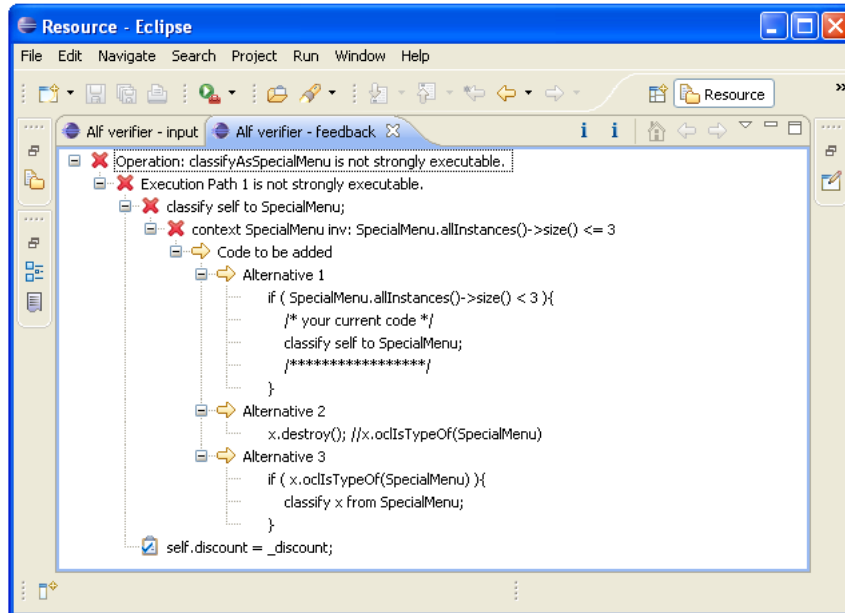 Resource - Eclipse
File Edit Navigate Search Project Run Window Help
Resource
Alf verifier - input Alf verifier - feedback
Operation: classifyAsSpecialMenu is not strongly executable.
Execution Path 1 is not strongly executable.
classify self to SpecialMenu;
context SpecialMenu inv: SpecialMenu.allInstances()->size() <= 3
Code to be added
Alternative 1
if ( SpecialMenu.allInstances()->size() < 3 ){
/* your current code */
classify self to SpecialMenu;
/*****************/
}
Alternative 2
x.destroy(); //x.oclIsTypeOf(SpecialMenu)
Alternative 3
if ( x.oclIsTypeOf(SpecialMenu) ){
classify x from SpecialMenu;
}
self.discount = _discount;